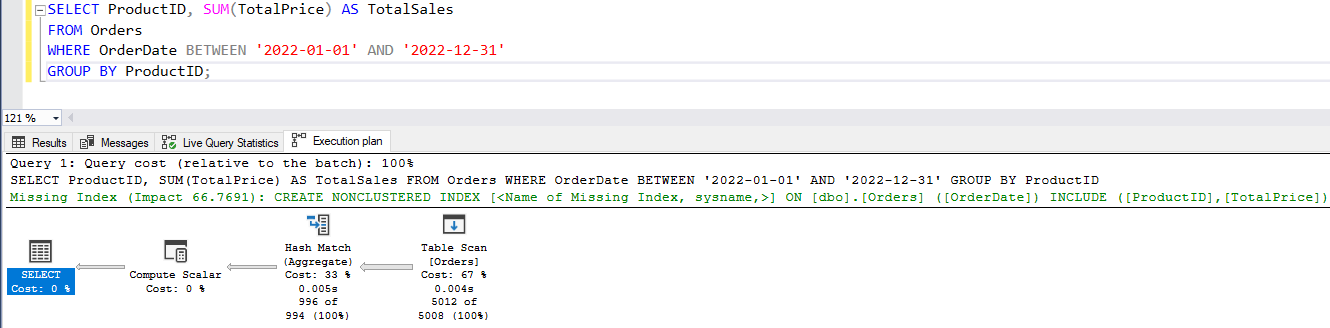 SELECT ProductID, SUM(TotalPrice) AS TotalSales
FROM Orders
WHERE OrderDate BETWEEN '2022-01-01' AND '2022-12-31'
GROUP BY ProductID;
121 %
Results Messages Live Query Statistics Execution plan
Query 1: Query cost (relative to the batch): 100%
SELECT ProductID, SUM(TotalPrice) AS TotalSales FROM Orders WHERE OrderDate BETWEEN '2022-01-01' AND '2022-12-31' GROUP BY ProductID
Missing Index (Impact 66.7691): CREATE NONCLUSTERED INDEX [<Name of Missing Index, sysname,>] ON [dbo].[Orders] ([OrderDate]) INCLUDE ([ProductID],[TotalPrice])
SELECT
Cost: 0 %
Compute Scalar
Cost: 0 %
Hash Match
(Aggregate)
Cost: 33 %
0.005s
996 of
994 (100%)
Table Scan
[Orders]
Cost: 67 %
0.004s
5012 of
5008 (100%)